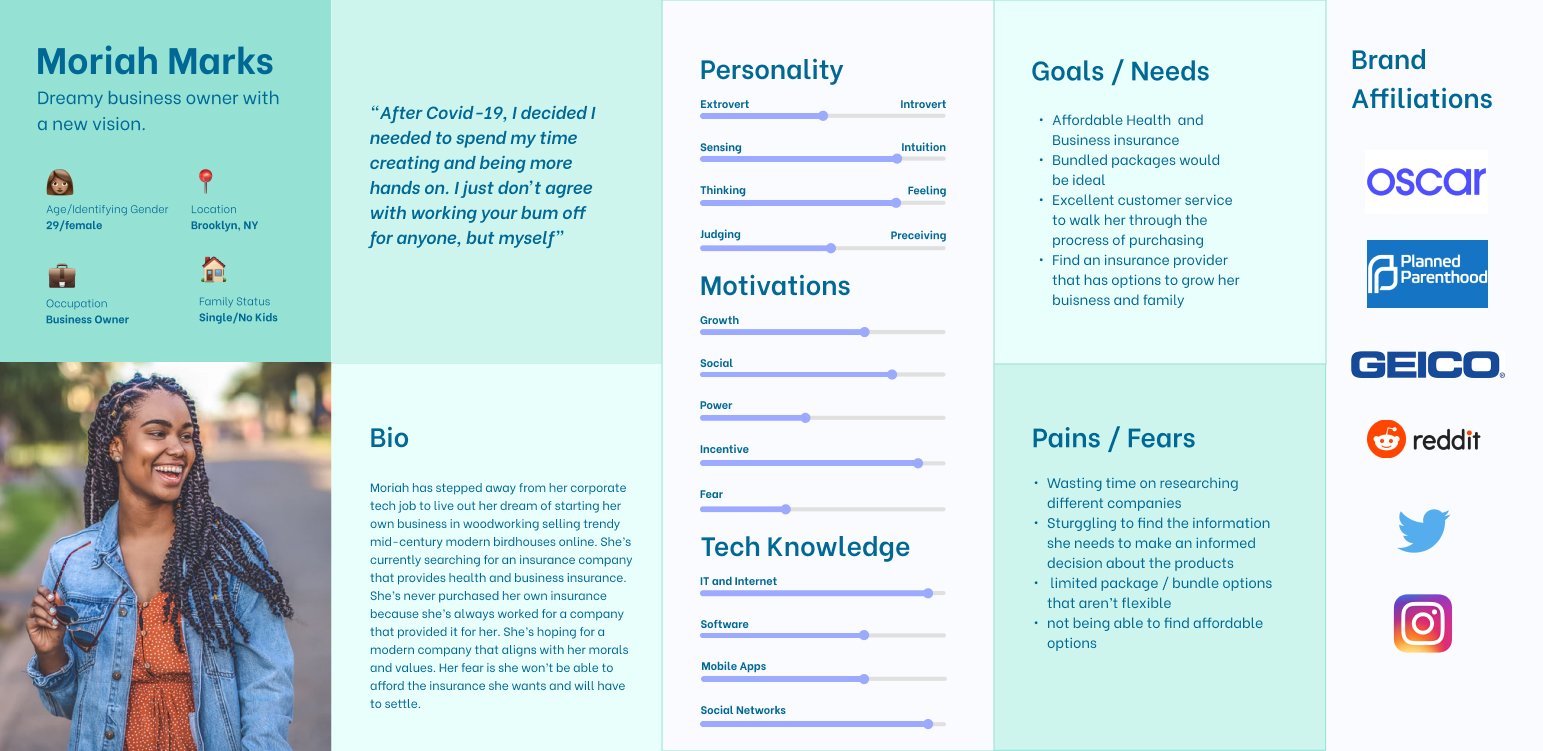 Moriah Marks
Dreamy business owner with
a new vision.
Age/Identifying Gender
29/female
Location
Brooklyn, NY
Occupation
Business Owner
Family Status
Single/No Kids
“After Covid-19, I decided I
needed to spend my time
creating and being more
hands on. I just don’t agree
with working your bum off
for anyone, but myself”
Bio
Moriah has stepped away from her corporate
tech job to live out her dream of starting her
own business in woodworking selling trendy
mid-century modern birdhouses online. She’s
currently searching for an insurance company
that provides health and business insurance.
She’s never purchased her own insurance
because she’s always worked for a company
that provided it for her. She’s hoping for a
modern company that aligns with her morals
and values. Her fear is she won’t be able to
afford the insurance she wants and will have
to settle.
Personality
Extrovert Introvert
Sensing Intuition
Thinking Feeling
Judging Perceiving
Motivations
Growth
Social
Power
Incentive
Fear
Tech Knowledge
IT and Internet
Software
Mobile Apps
Social Networks
Goals / Needs
• Affordable Health and
Business insurance
• Bundled packages would
be ideal
• Excellent customer service
to walk her through the
procress of purchasing
• Find an insurance provider
that has options to grow her
buisness and family
Pains / Fears
• Wasting time on researching
different companies
• Sturggling to find the information
she needs to make an informed
decision about the products
• limited package / bundle options
that aren’t flexible
• not being able to find affordable
options
Brand
Affiliations
oscar
Planned
Parenthood
GEICO®
reddit